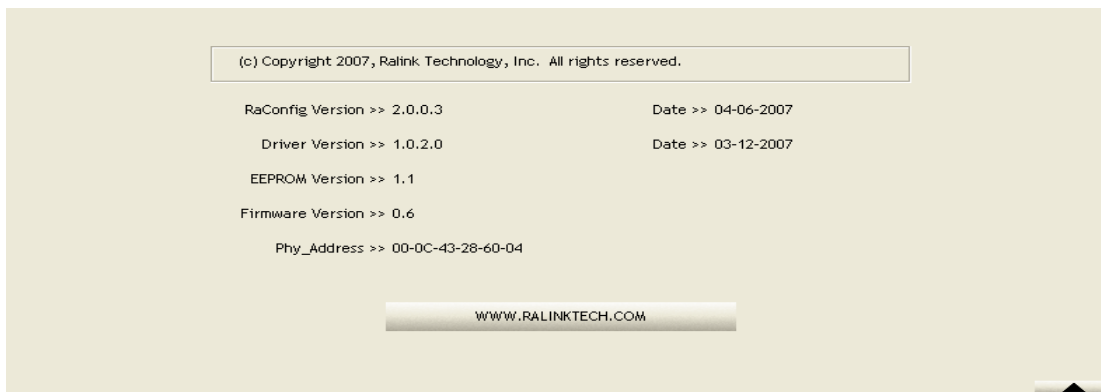 (c) Copyright 2007, Ralink Technology, Inc.  All rights reserved.
RaConfig Version >> 2.0.0.3 Date >> 04-06-2007
Driver Version >> 1.0.2.0 Date >> 03-12-2007
EEPROM Version >> 1.1
Firmware Version >> 0.6
Phy_Address >> 00-0C-43-28-60-04
WWW.RALINKTECH.COM